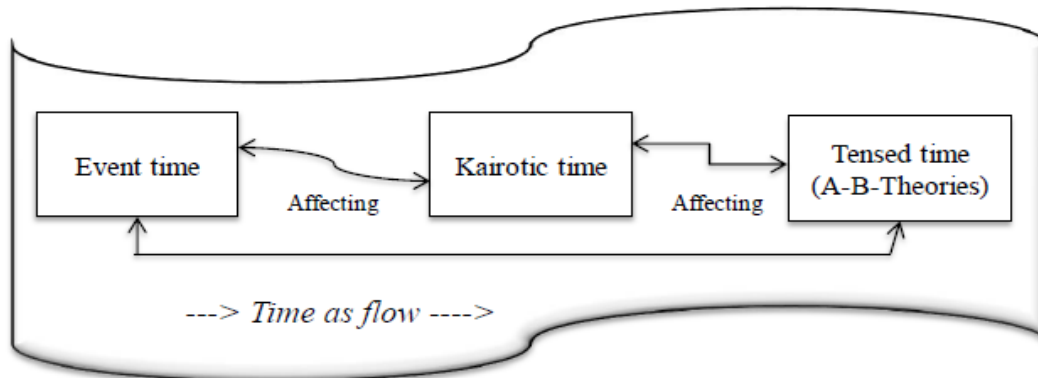 Event time
Kairotic time
Tensed time
(A-B-Theories)
Affecting
Affecting
---> Time as flow ---->